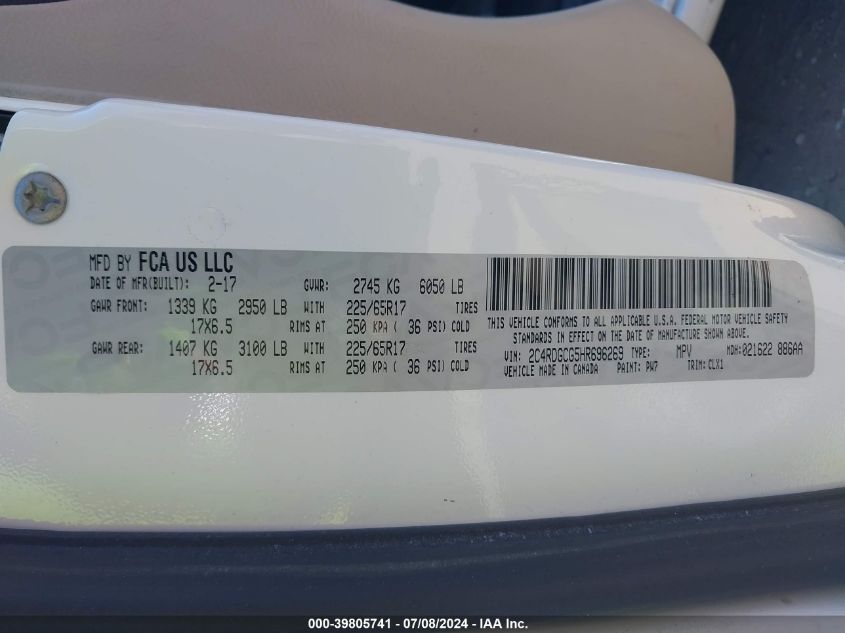 MFD BY FCA US LLC
DATE OF MFR(BUILT): 2-17 GVWR: 2745 KG 6050 LB
GAWR FRONT: 1339 KG 2950 LB WITH 225/65R17 TIRES
17X6.5 RIMS AT 250 KPA ( 36 PSI) COLD
GAWR REAR: 1407 KG 3100 LB WITH 225/65R17 TIRES
17X6.5 RIMS AT 250 KPA ( 36 PSI) COLD
THIS VEHICLE CONFORMS TO ALL APPLICABLE U.S.A. FEDERAL MOTOR VEHICLE SAFETY
STANDARDS IN EFFECT ON THE DATE OF MANUFACTURE SHOWN ABOVE.
VIN: 2C4RDGCG5HR696269 TYPE: MPV MDH: 021622 886AA
VEHICLE MADE IN CANADA PAINT: PW7 TRIM: CLX1
000-39805741 - 07/08/2024 - IAA Inc.